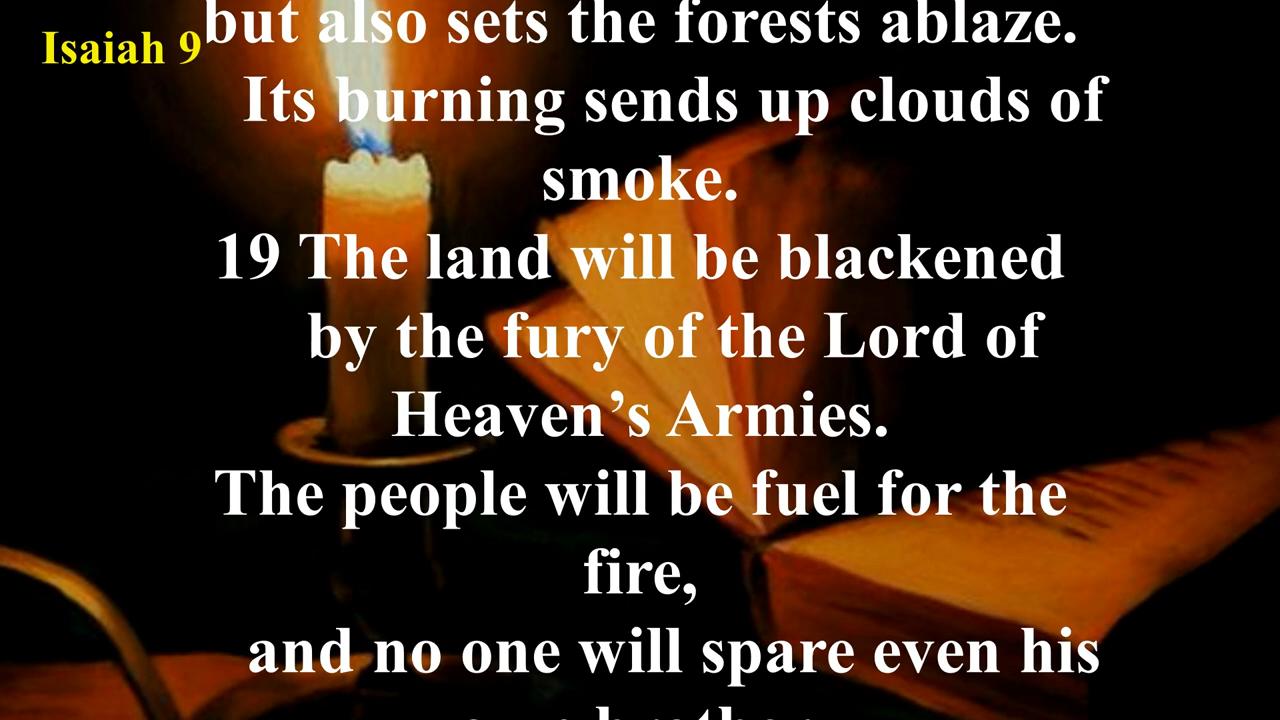 Isaiah 9
but also sets the forests ablaze.
Its burning sends up clouds of
smoke.
19 The land will be blackened
by the fury of the Lord of
Heaven’s Armies.
The people will be fuel for the
fire,
and no one will spare even his
own brother.